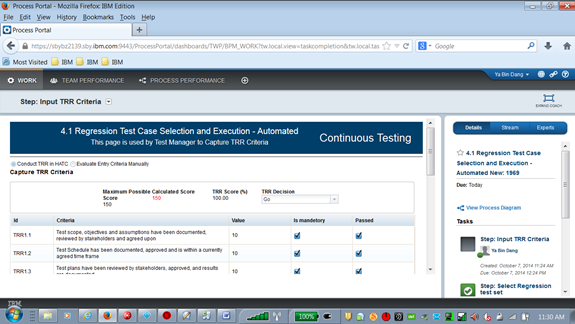 Process Portal - Mozilla Firefox: IBM Edition
File Edit View History Bookmarks Tools Help
Process Portal
https://sbybz2139.sby.ibm.com:9443/ProcessPortal/dashboards/TWP/BPM_WORK?tw.local.view=taskcompletion&tw.local.tas
Google
Most Visited IBM IBM IBM
WORK TEAM PERFORMANCE PROCESS PERFORMANCE
Ya Bin Dang
Step: Input TRR Criteria
4.1 Regression Test Case Selection and Execution - Automated
This page is used by Test Manager to Capture TRR Criteria
Continuous Testing
Conduct TRR in HATC Evaluate Entry Criteria Manually
Capture TRR Criteria
Maximum Possible Calculated Score TRR Score (%) TRR Decision
Score 150 100.00 Go
150
Id Criteria Value Is mandatory Passed
TRR1.1 Test scope, objectives and assumptions have been documented, 10
reviewed by stakeholders and agreed upon
TRR1.2 Test Schedule has been documented, approved and is within a currently 10
agreed time frame
TRR1.3 Test plans have been reviewed by stakeholders, approved, and results 10
Details Stream Experts
4.1 Regression Test Case
Selection and Execution -
Automated New: 1969
Due: Today
View Process Diagram
Tasks
Step: Input TRR Criteria
Ya Bin Dang
Created: October 7, 2014 11:24 AM
Due: October 7, 2014 12:24 PM
Step: Select Regression
test set
IBM
100%
11:30 AM